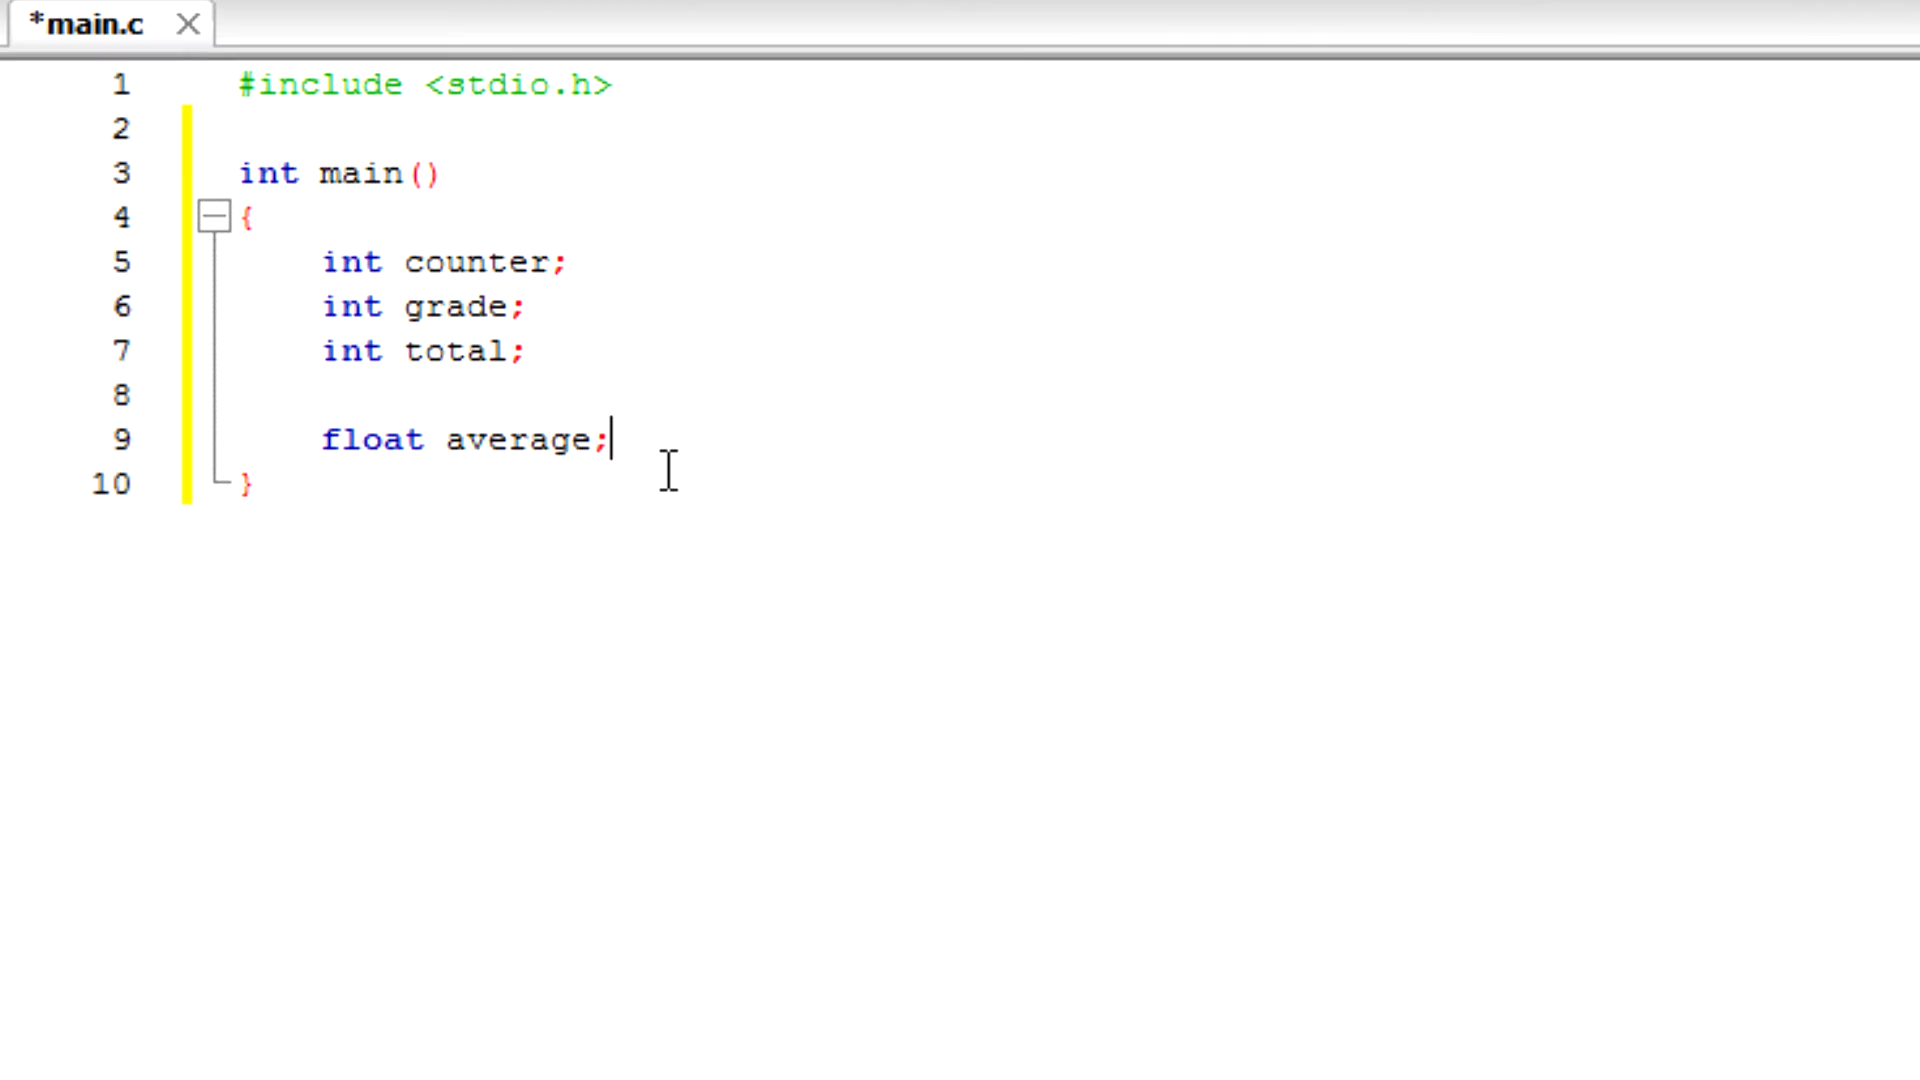 *main.c
1 #include <stdio.h>
2
3 int main()
4 {
5 int counter;
6 int grade;
7 int total;
8
9 float average;
10 }